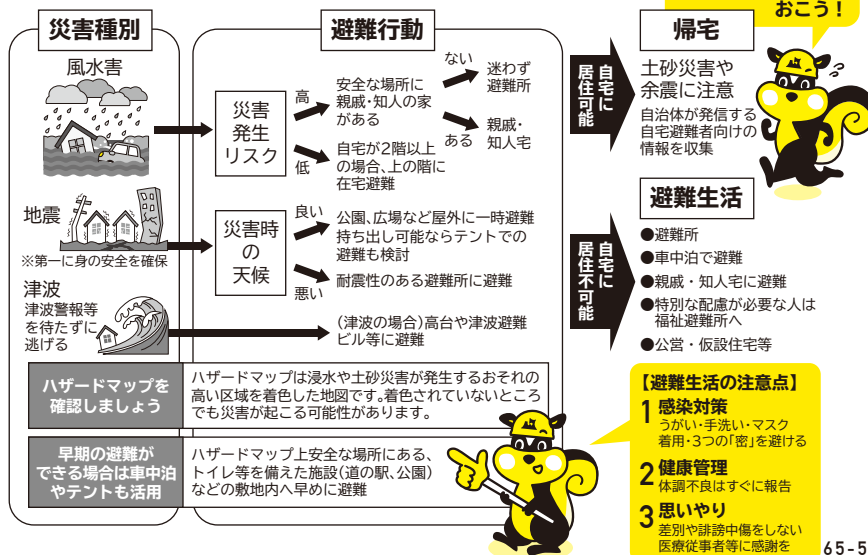 おこう!
災害種別
避難行動
帰宅
風水害
災害
発生
リスク
高
低
安全な場所に
親戚・知人の家
がある
ない
ある
迷わず
避難所
親戚・
知人宅
自宅が2階以上
の場合、上の階に
在宅避難
地震
※第一に身の安全を確保
災害時
の
天候
良い
悪い
公園、広場など屋外に一時避難
持ち出し可能ならテントでの
避難も検討
耐震性のある避難所に避難
津波
津波警報等
を待たずに
逃げる
(津波の場合)高台や津波避難
ビル等に避難
自宅に
居住可能
土砂災害や
余震に注意
自治体が発信する
自宅避難者向けの
情報を収集
自宅に
居住不可能
避難生活
●避難所
●車中泊で避難
●親戚・知人宅に避難
●特別な配慮が必要な人は
福祉避難所へ
●公営・仮設住宅等
ハザードマップを
確認しましょう
ハザードマップは浸水や土砂災害が発生するおそれの
高い区域を着色した地図です。着色されていないところ
でも災害が起こる可能性があります。
早期の避難が
できる場合は車中泊
やテントも活用
ハザードマップ上安全な場所にある、
トイレ等を備えた施設(道の駅、公園)
などの敷地内へ早めに避難
【避難生活の注意点】
1 感染対策
うがい・手洗い・マスク
着用・3つの「密」を避ける
2 健康管理
体調不良はすぐに報告
3 思いやり
差別や誹謗中傷をしない
医療従事者等に感謝を
65-5